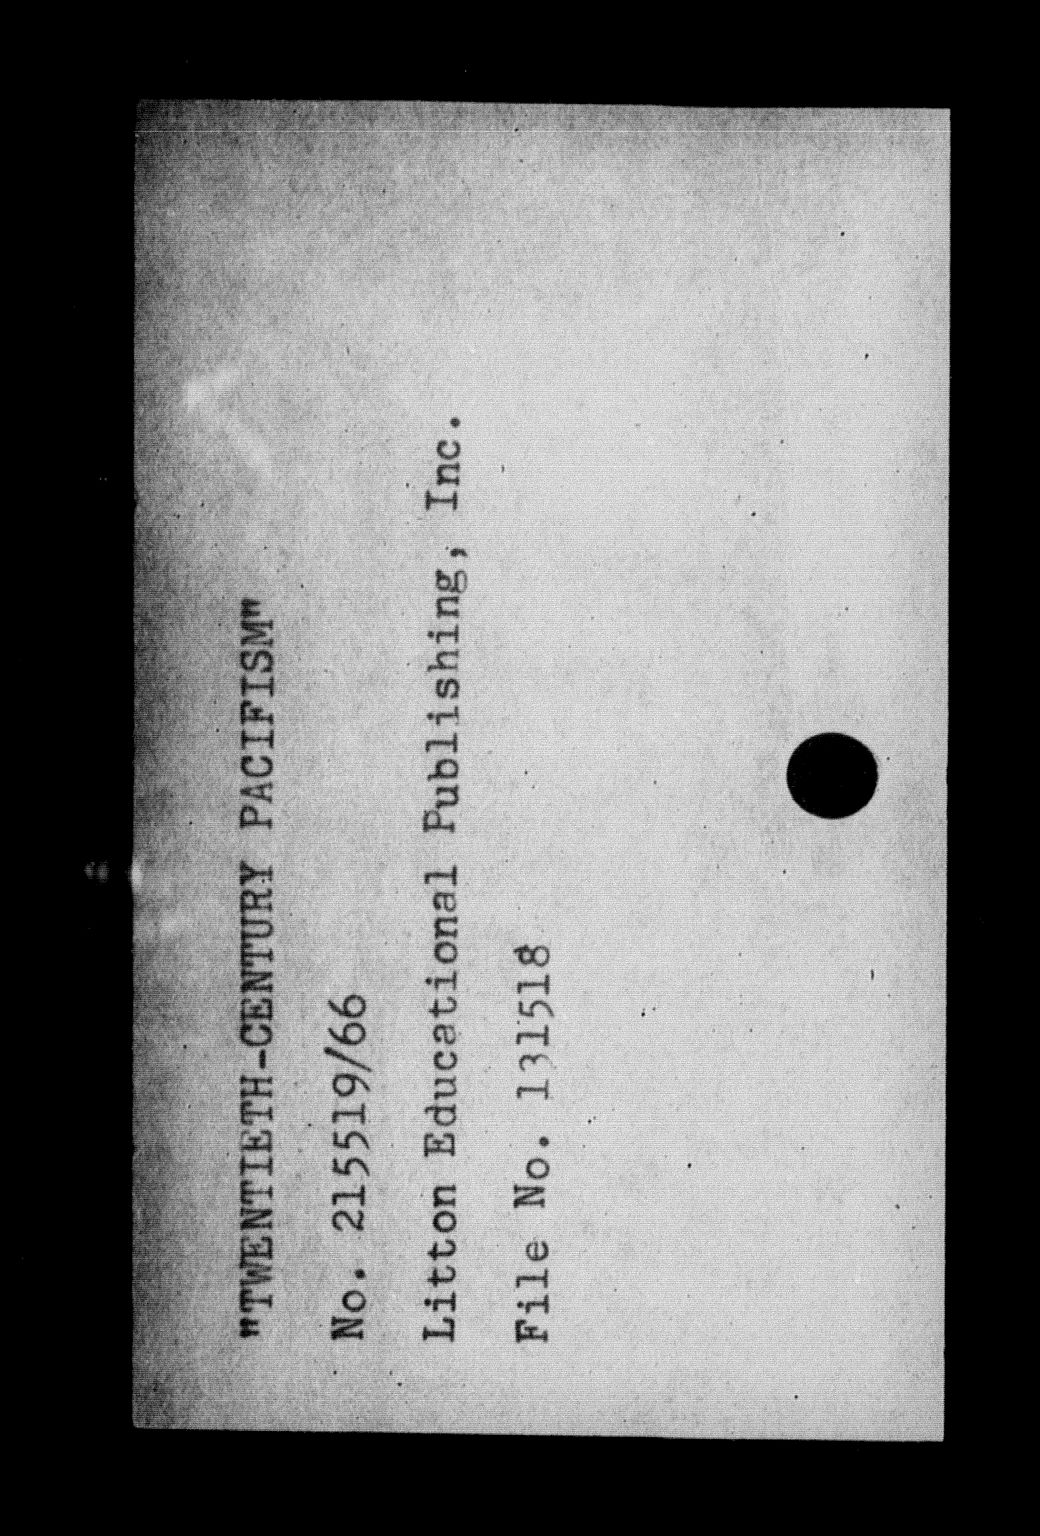 "TWENTIETH-CENTURY PACIFISM"
No. 215519/66
Litton Educational Publishing, Inc.
File No. 131518